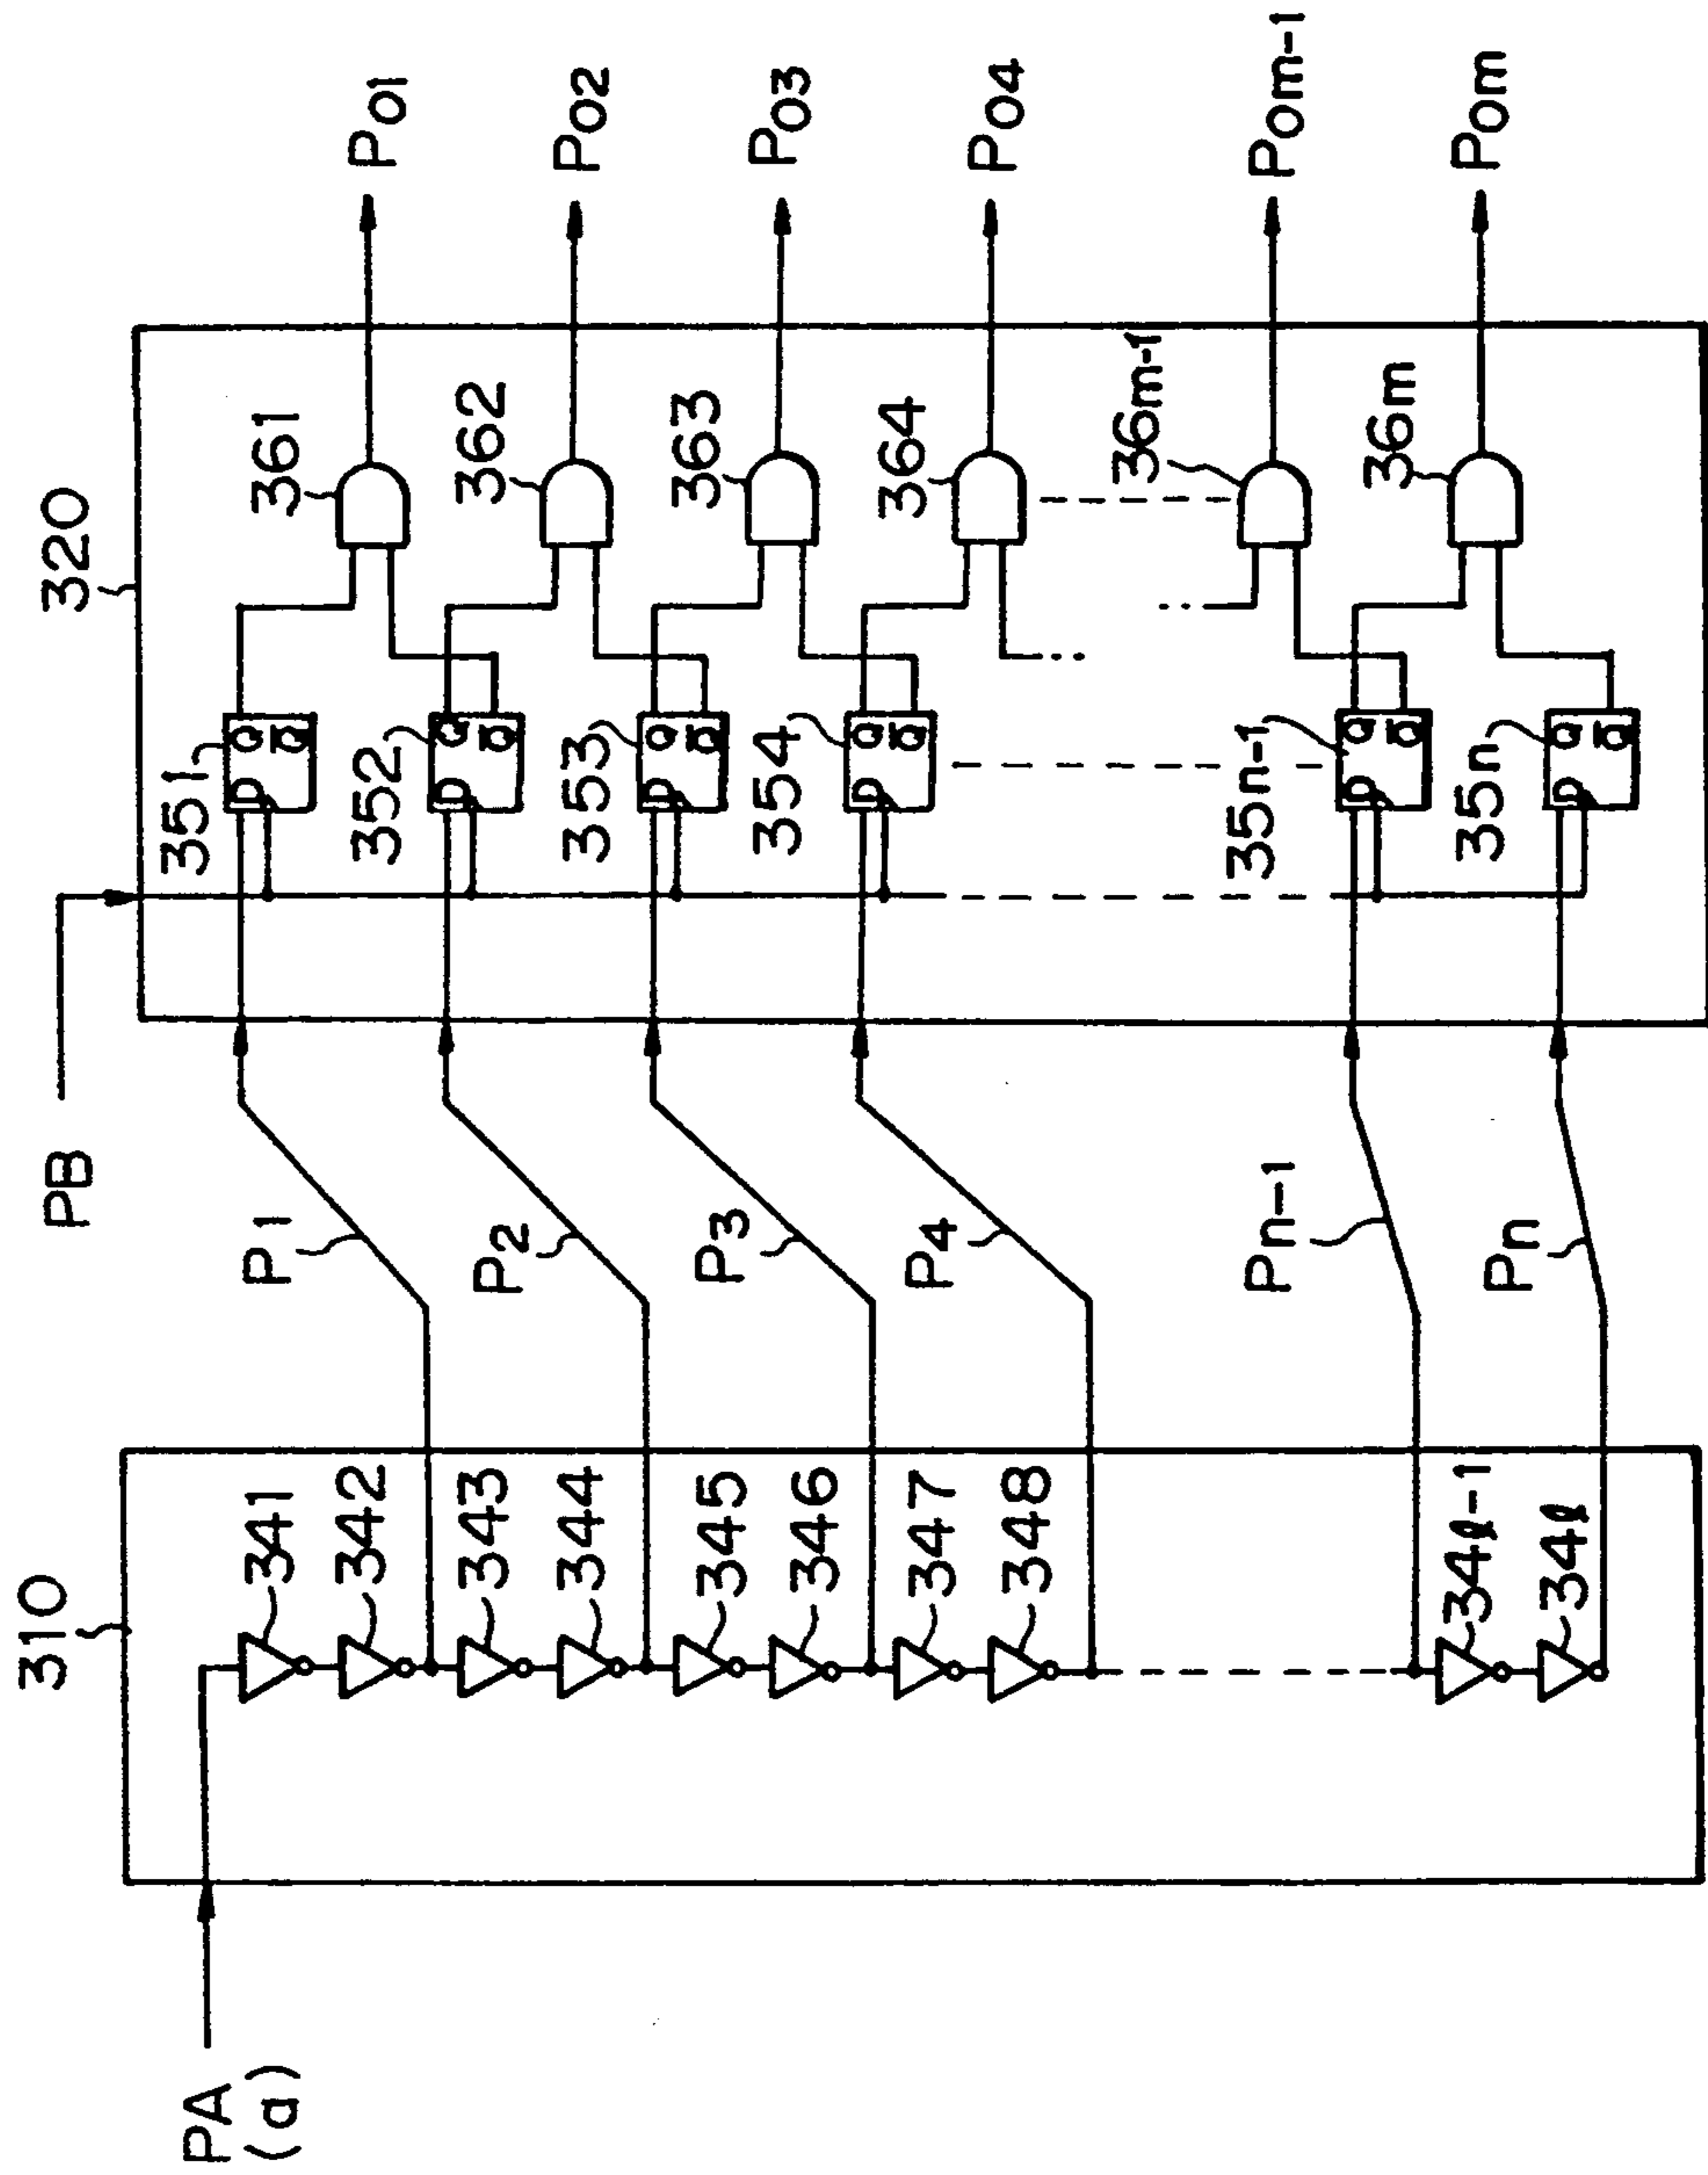 310
320
PA
(a)
PB
341
342
343
344
345
346
347
348
34ℓ-1
34ℓ
P1
P2
P3
P4
Pn-1
Pn
351
D Q
Q̅
352
D Q
Q̅
353
D Q
Q̅
354
D Q
Q̅
35n-1
D Q
Q̅
35n
D Q
Q̅
361
362
363
364
36m-1
36m
PO1
PO2
PO3
PO4
POm-1
POm